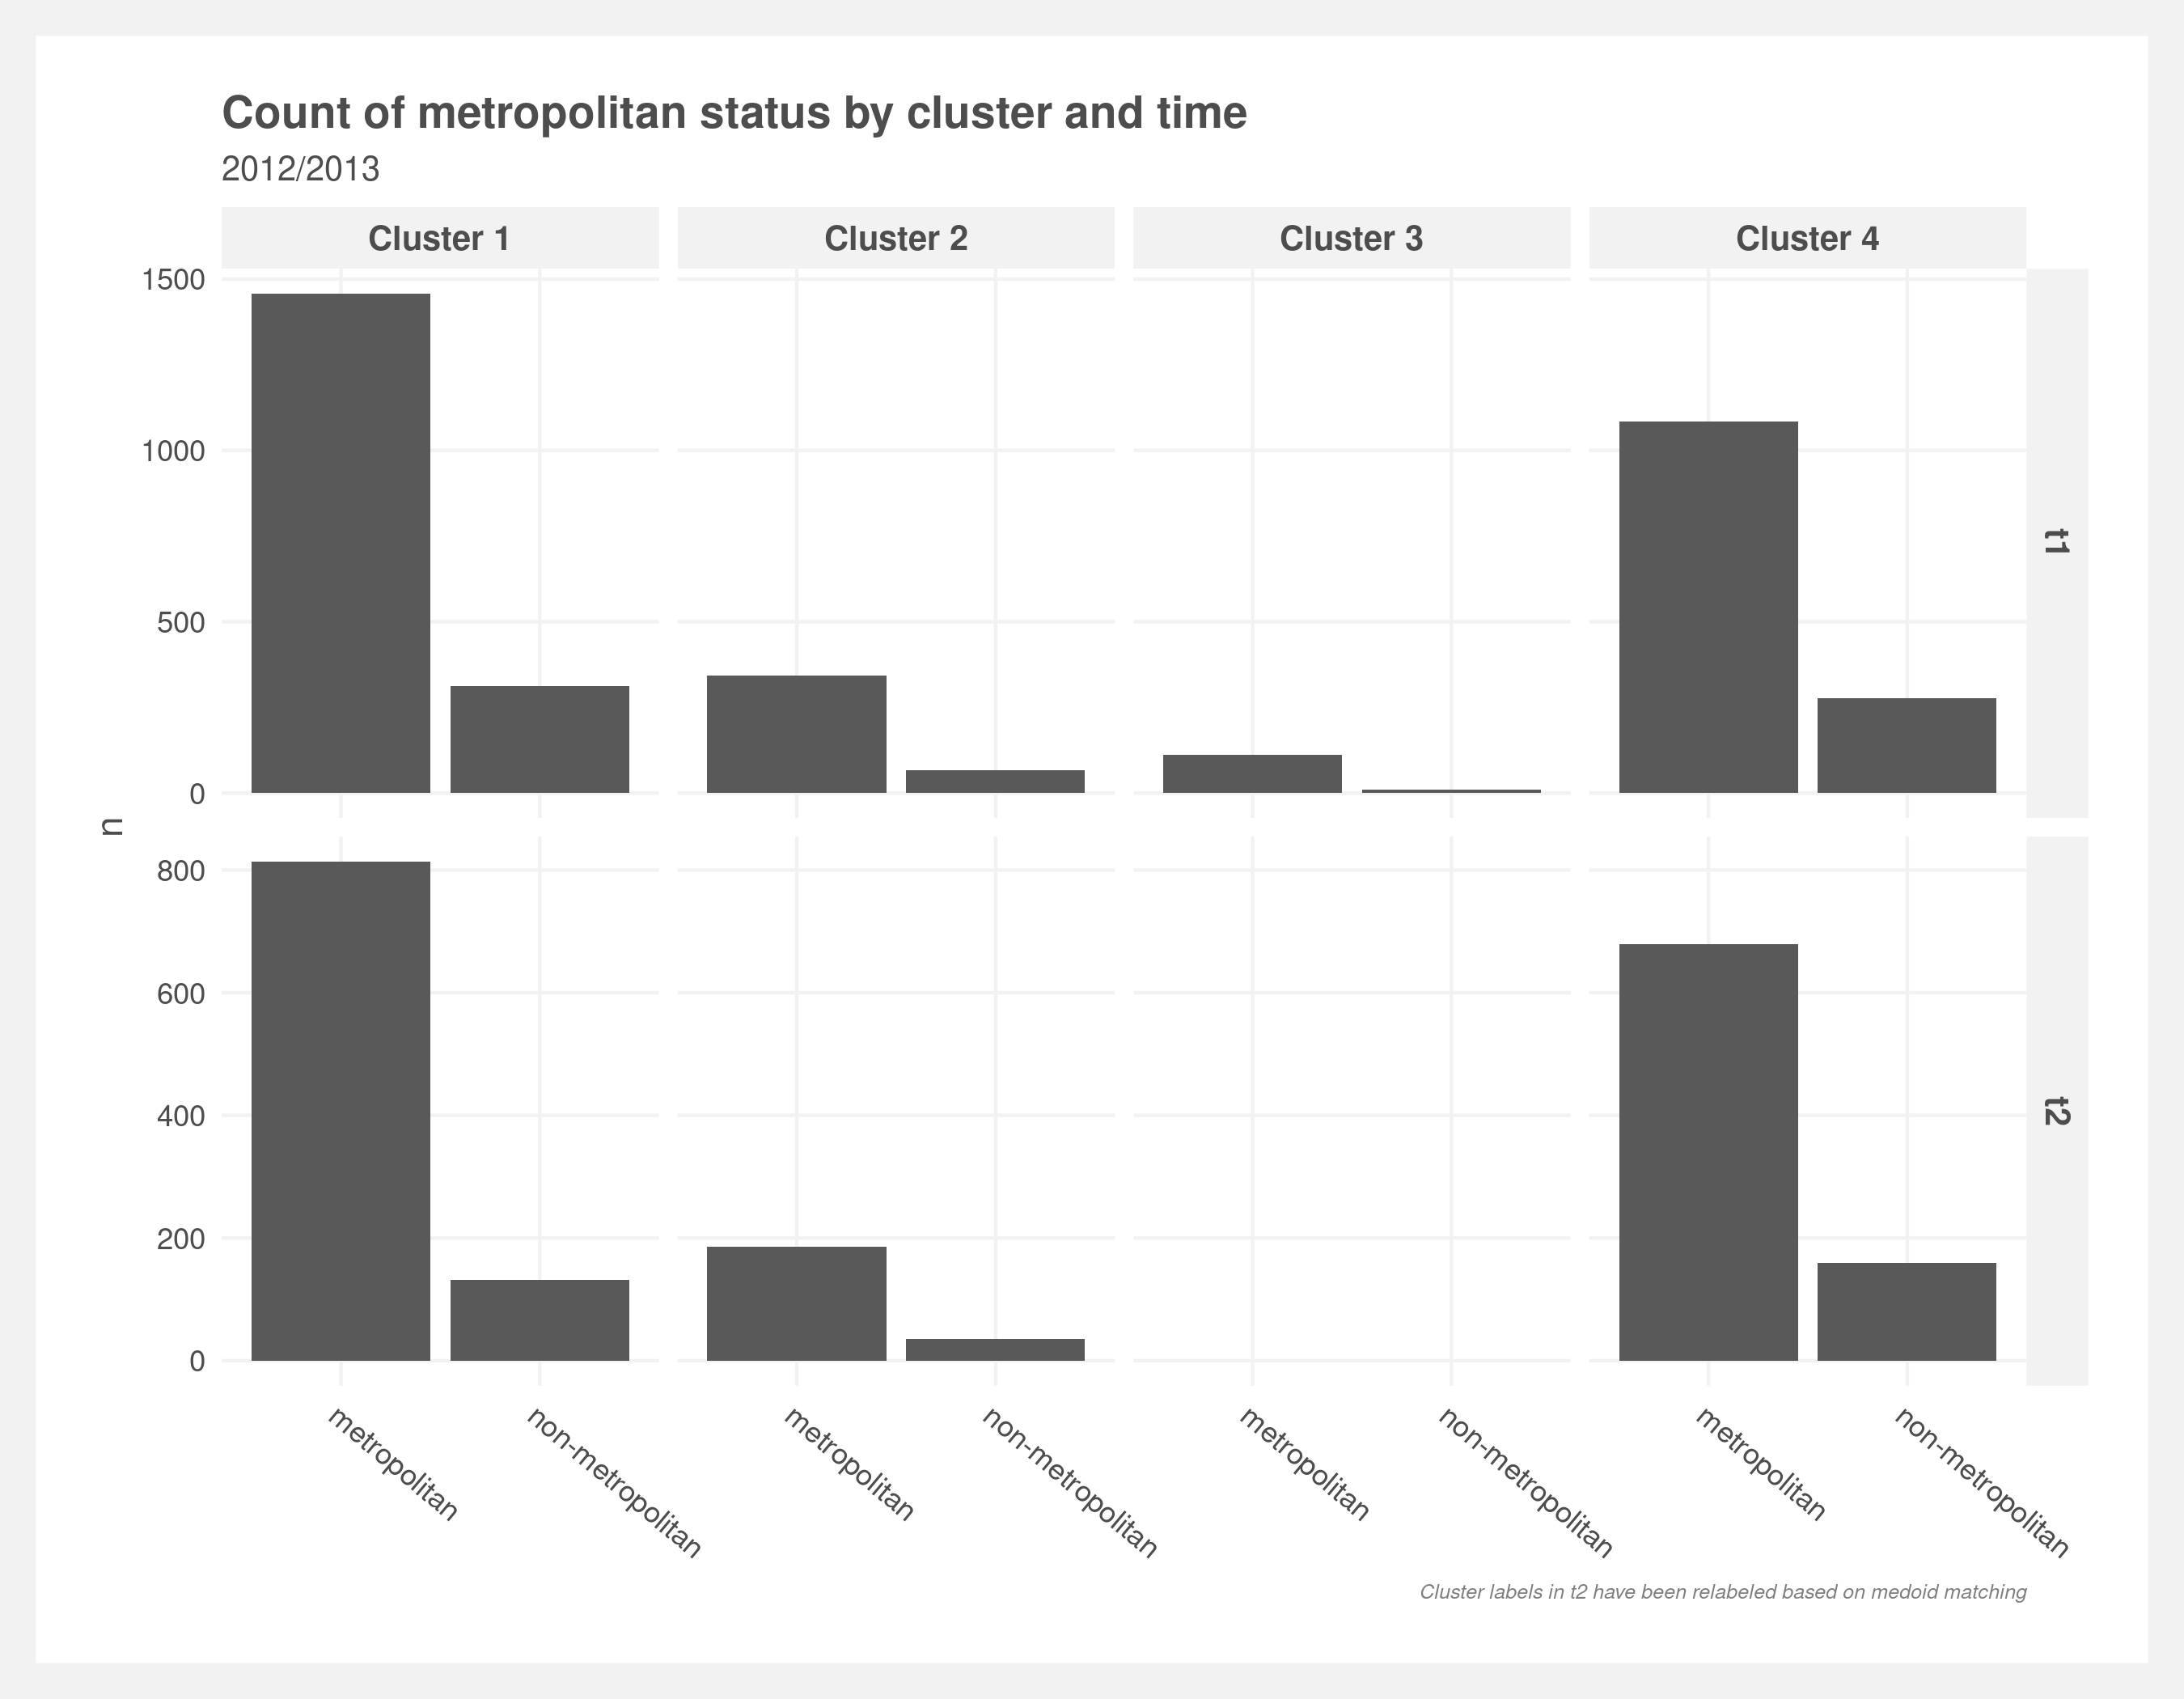 Count of metropolitan status by cluster and time
2012/2013
Cluster 1
Cluster 2
Cluster 3
Cluster 4
1500
1000
500
0
t1
n
800
600
400
200
0
t2
metropolitan
non-metropolitan
metropolitan
non-metropolitan
metropolitan
non-metropolitan
metropolitan
non-metropolitan
Cluster labels in t2 have been relabeled based on medoid matching